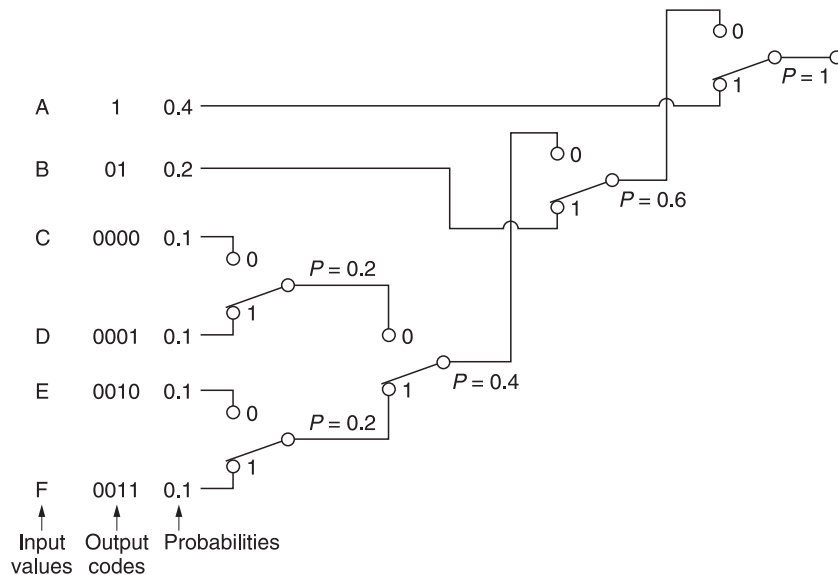 0
P = 1
1
A 1 0.4
0
B 01 0.2
P = 0.6
1
C 0000 0.1
0
P = 0.2
1
D 0001 0.1
0
P = 0.4
E 0010 0.1
1
0
P = 0.2
1
F 0011 0.1
Input values
Output codes
Probabilities